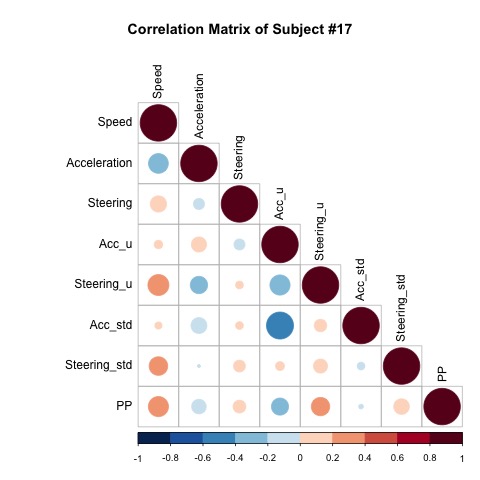 Correlation Matrix of Subject #17
Speed
Acceleration
Steering
Acc_u
Steering_u
Acc_std
Steering_std
PP
Speed
Acceleration
Steering
Acc_u
Steering_u
Acc_std
Steering_std
PP
-1 -0.8 -0.6 -0.4 -0.2 0 0.2 0.4 0.6 0.8 1